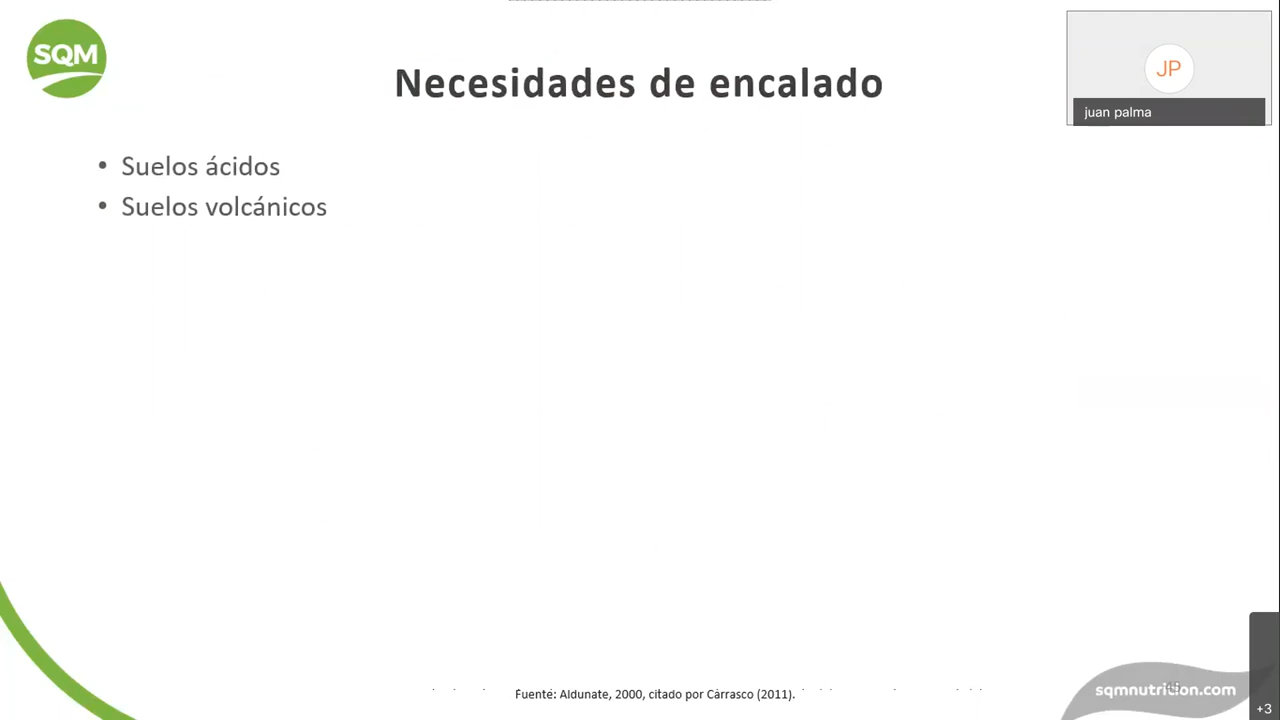 SQM
Necesidades de encalado
JP
juan palma
• Suelos ácidos
• Suelos volcánicos
Fuente: Aldunate, 2000, citado por Carrasco (2011).
sqmnutrition.com
+3